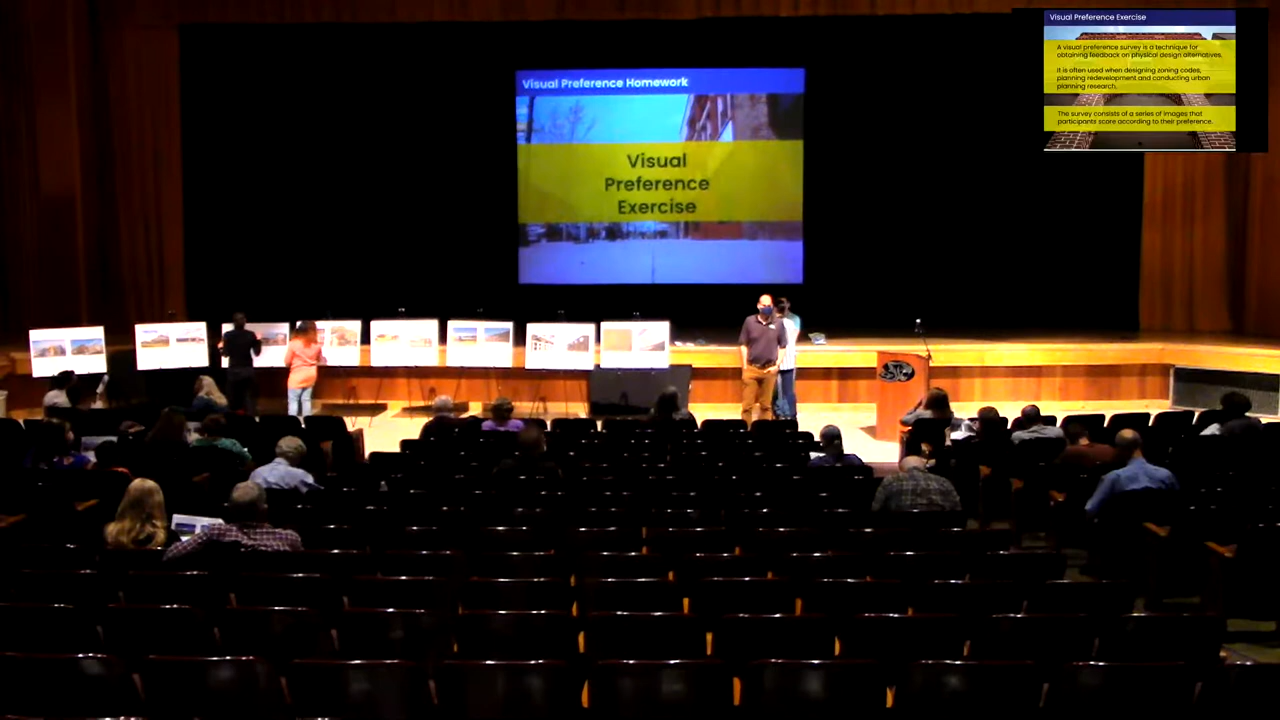 Visual Preference Homework
Visual
Preference
Exercise
Visual Preference Exercise
A visual preference survey is a technique for
obtaining feedback on physical design alternatives.
It is often used when designing zoning codes,
planning redevelopment and conducting urban
planning research.
The survey consists of a series of images that
participants score according to their preference.